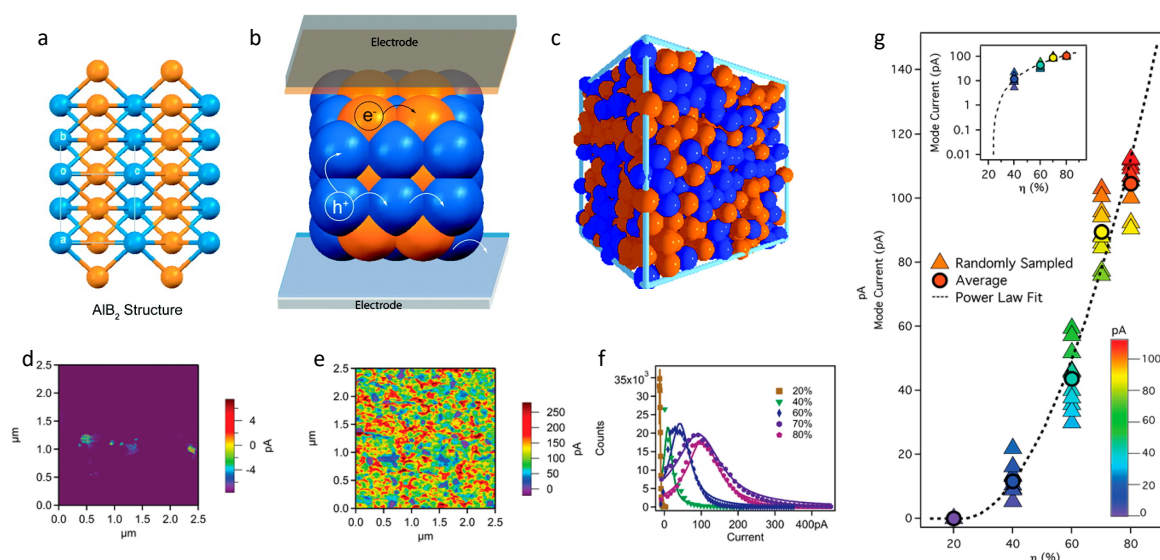 a
b
o
c
a
AlB2 Structure
b
Electrode
e-
h+
Electrode
c
d
2.5
2.0
1.5
1.0
0.5
0.0
μm
0.0 0.5 1.0 1.5 2.0 2.5
μm
4
0
-4
pA
e
2.5
2.0
1.5
1.0
0.5
0.0
μm
0.0 0.5 1.0 1.5 2.0 2.5
μm
250
200
150
100
50
0
pA
f
35x10³
30
25
20
15
10
5
0
Counts
20%
40%
60%
70%
80%
0 100 200 300 400pA
Current
g
140
120
100
80
60
40
20
0
pA
Mode Current (pA)
100
10
1
0.1
0.01
Mode Current (pA)
20 40 60 80
η (%)
Randomly Sampled
Average
Power Law Fit
pA
100
80
60
40
20
0
20 40 60 80
η (%)